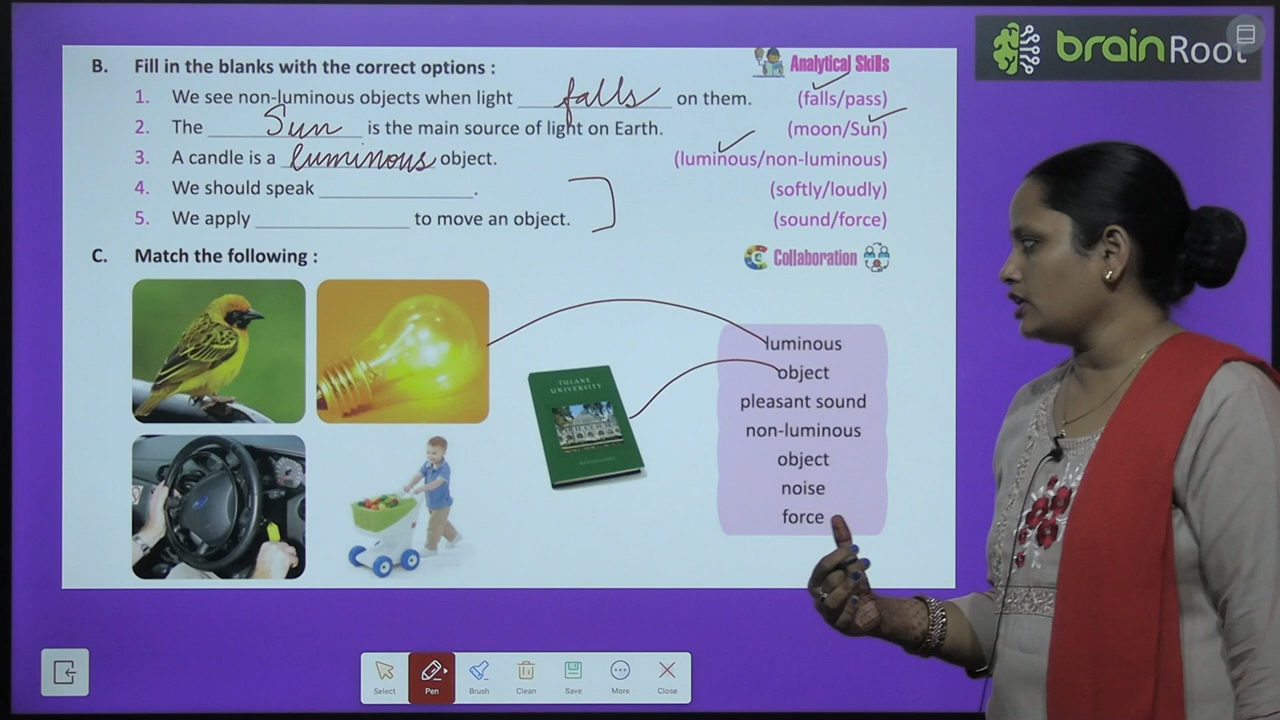 brainRoot
B. Fill in the blanks with the correct options :
Analytical Skills
1. We see non-luminous objects when light falls on them. (falls/pass)
2. The Sun is the main source of light on Earth. (moon/Sun)
3. A candle is a luminous object. (luminous/non-luminous)
4. We should speak ____________. (softly/loudly)
5. We apply ____________ to move an object. (sound/force)
C. Match the following :
Collaboration
TULANE
UNIVERSITY
luminous
object
pleasant sound
non-luminous
object
noise
force
Select
Pen
Brush
Clean
Save
More
Close